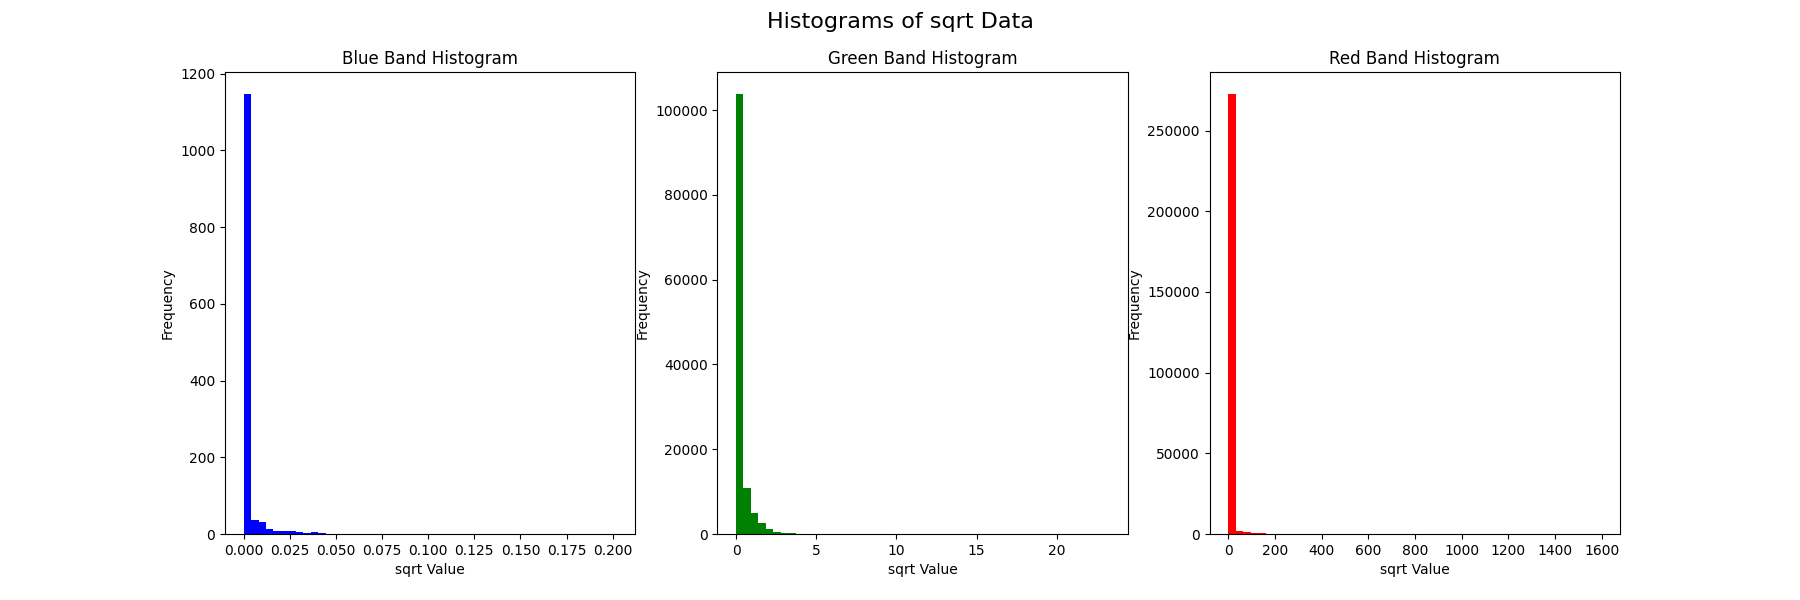 Histograms of sqrt Data
Blue Band Histogram
Frequency
1200
1000
800
600
400
200
0
0.000 0.025 0.050 0.075 0.100 0.125 0.150 0.175 0.200
sqrt Value
Green Band Histogram
Frequency
100000
80000
60000
40000
20000
0
0 5 10 15 20
sqrt Value
Red Band Histogram
Frequency
250000
200000
150000
100000
50000
0
0 200 400 600 800 1000 1200 1400 1600
sqrt Value